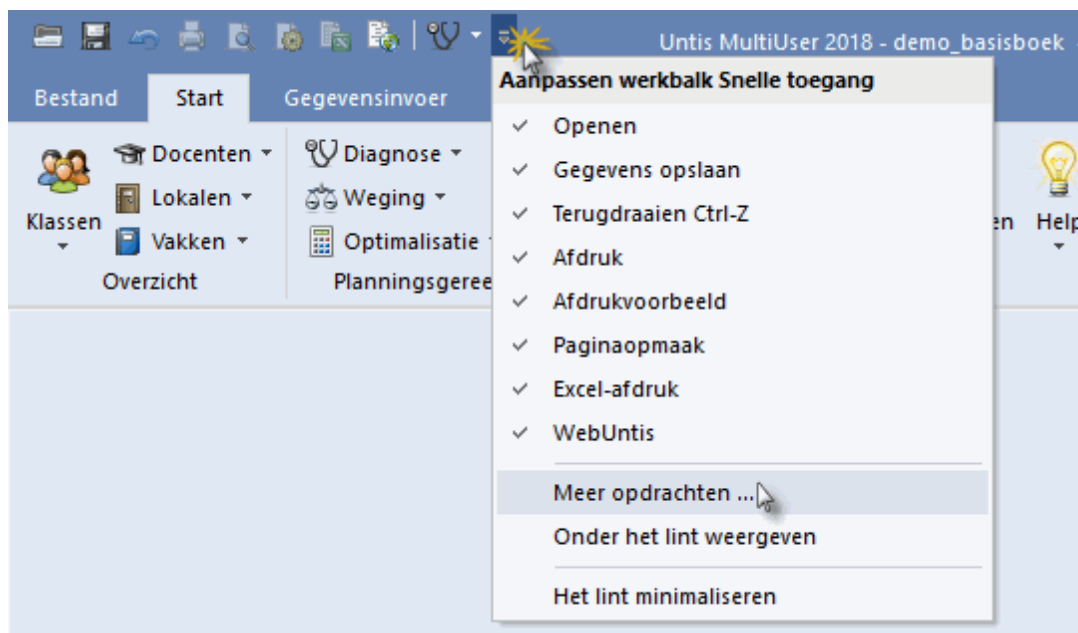 Untis MultiUser 2018 - demo_basisboek
Bestand Start Gegevensinvoer
Aanpassen werkbalk Snelle toegang
Openen
Gegevens opslaan
Terugdraaien Ctrl-Z
Afdruk
Afdrukvoorbeeld
Paginaopmaak
Excel-afdruk
WebUntis
Meer opdrachten ...
Onder het lint weergeven
Het lint minimaliseren
Klassen
Docenten
Lokalen
Vakken
Overzicht
Diagnose
Weging
Optimalisatie
Planningsgeree
en
Help